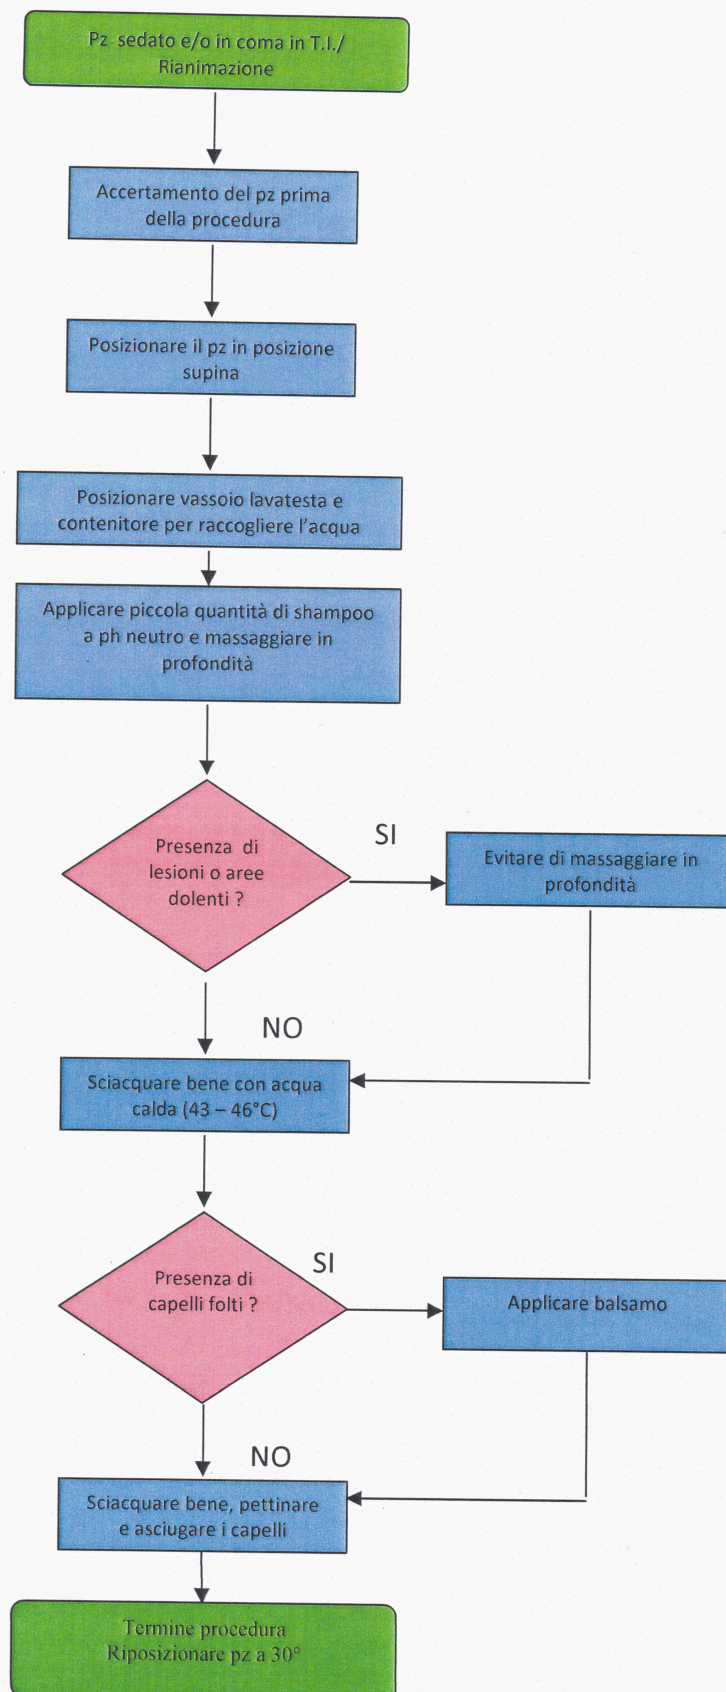 Pz sedato e/o in coma in T.I./
Rianimazione
Accertamento del pz prima
della procedura
Posizionare il pz in posizione
supina
Posizionare vassoio lavatesta e
contenitore per raccogliere l'acqua
Applicare piccola quantità di shampoo
a ph neutro e massaggiare in
profondità
Presenza di
lesioni o aree
dolenti ?
SI
Evitare di massaggiare in
profondità
NO
Sciacquare bene con acqua
calda (43 – 46°C)
Presenza di
capelli folti ?
SI
Applicare balsamo
NO
Sciacquare bene, pettinare
e asciugare i capelli
Termine procedura
Riposizionare pz a 30°